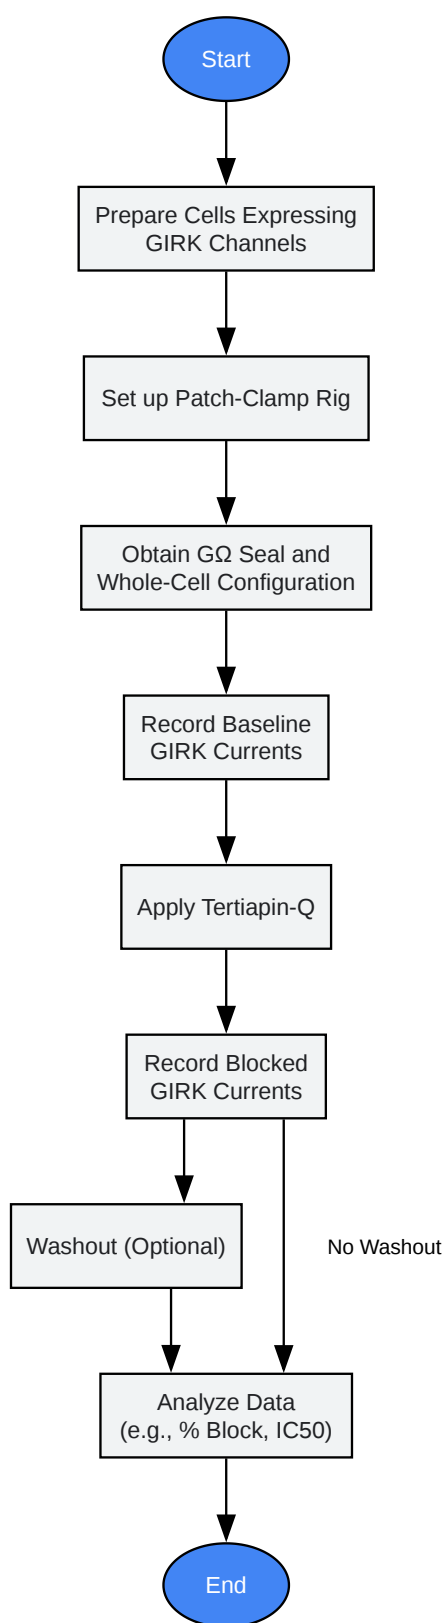 Start
Prepare Cells Expressing
GIRK Channels
Set up Patch-Clamp Rig
Obtain GΩ Seal and
Whole-Cell Configuration
Record Baseline
GIRK Currents
Apply Tertiapin-Q
Record Blocked
GIRK Currents
Washout (Optional)
No Washout
Analyze Data
(e.g., % Block, IC50)
End